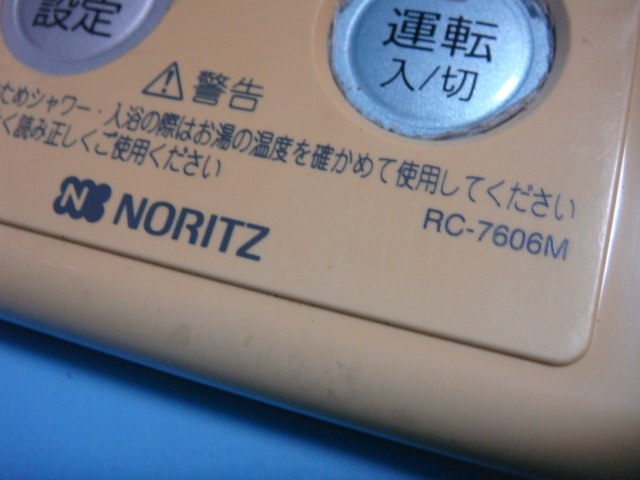 設定
運転
入/切
⚠警告
ためシャワー・入浴の際はお湯の温度を確かめて使用してください
く読み正しくご使用ください
NORITZ
RC-7606M